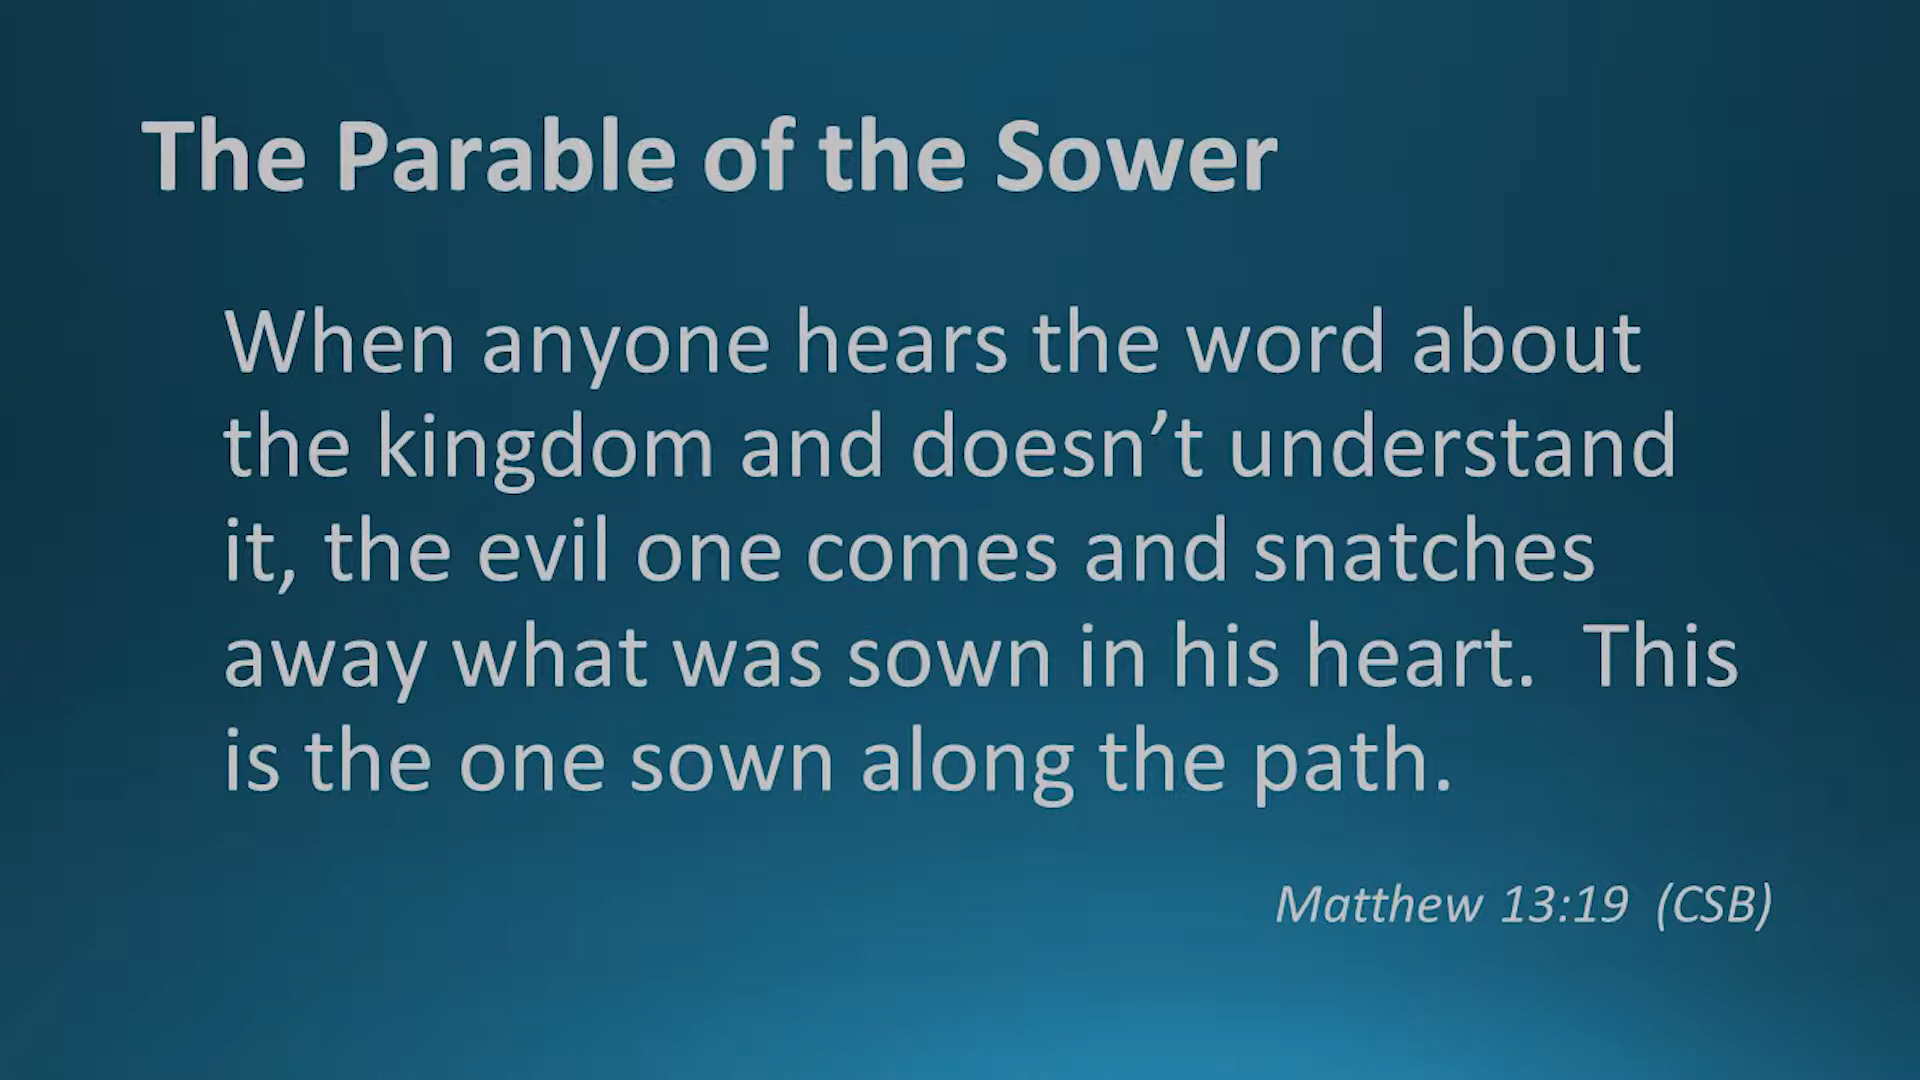 The Parable of the Sower
When anyone hears the word about
the kingdom and doesn’t understand
it, the evil one comes and snatches
away what was sown in his heart.  This
is the one sown along the path.
Matthew 13:19  (CSB)